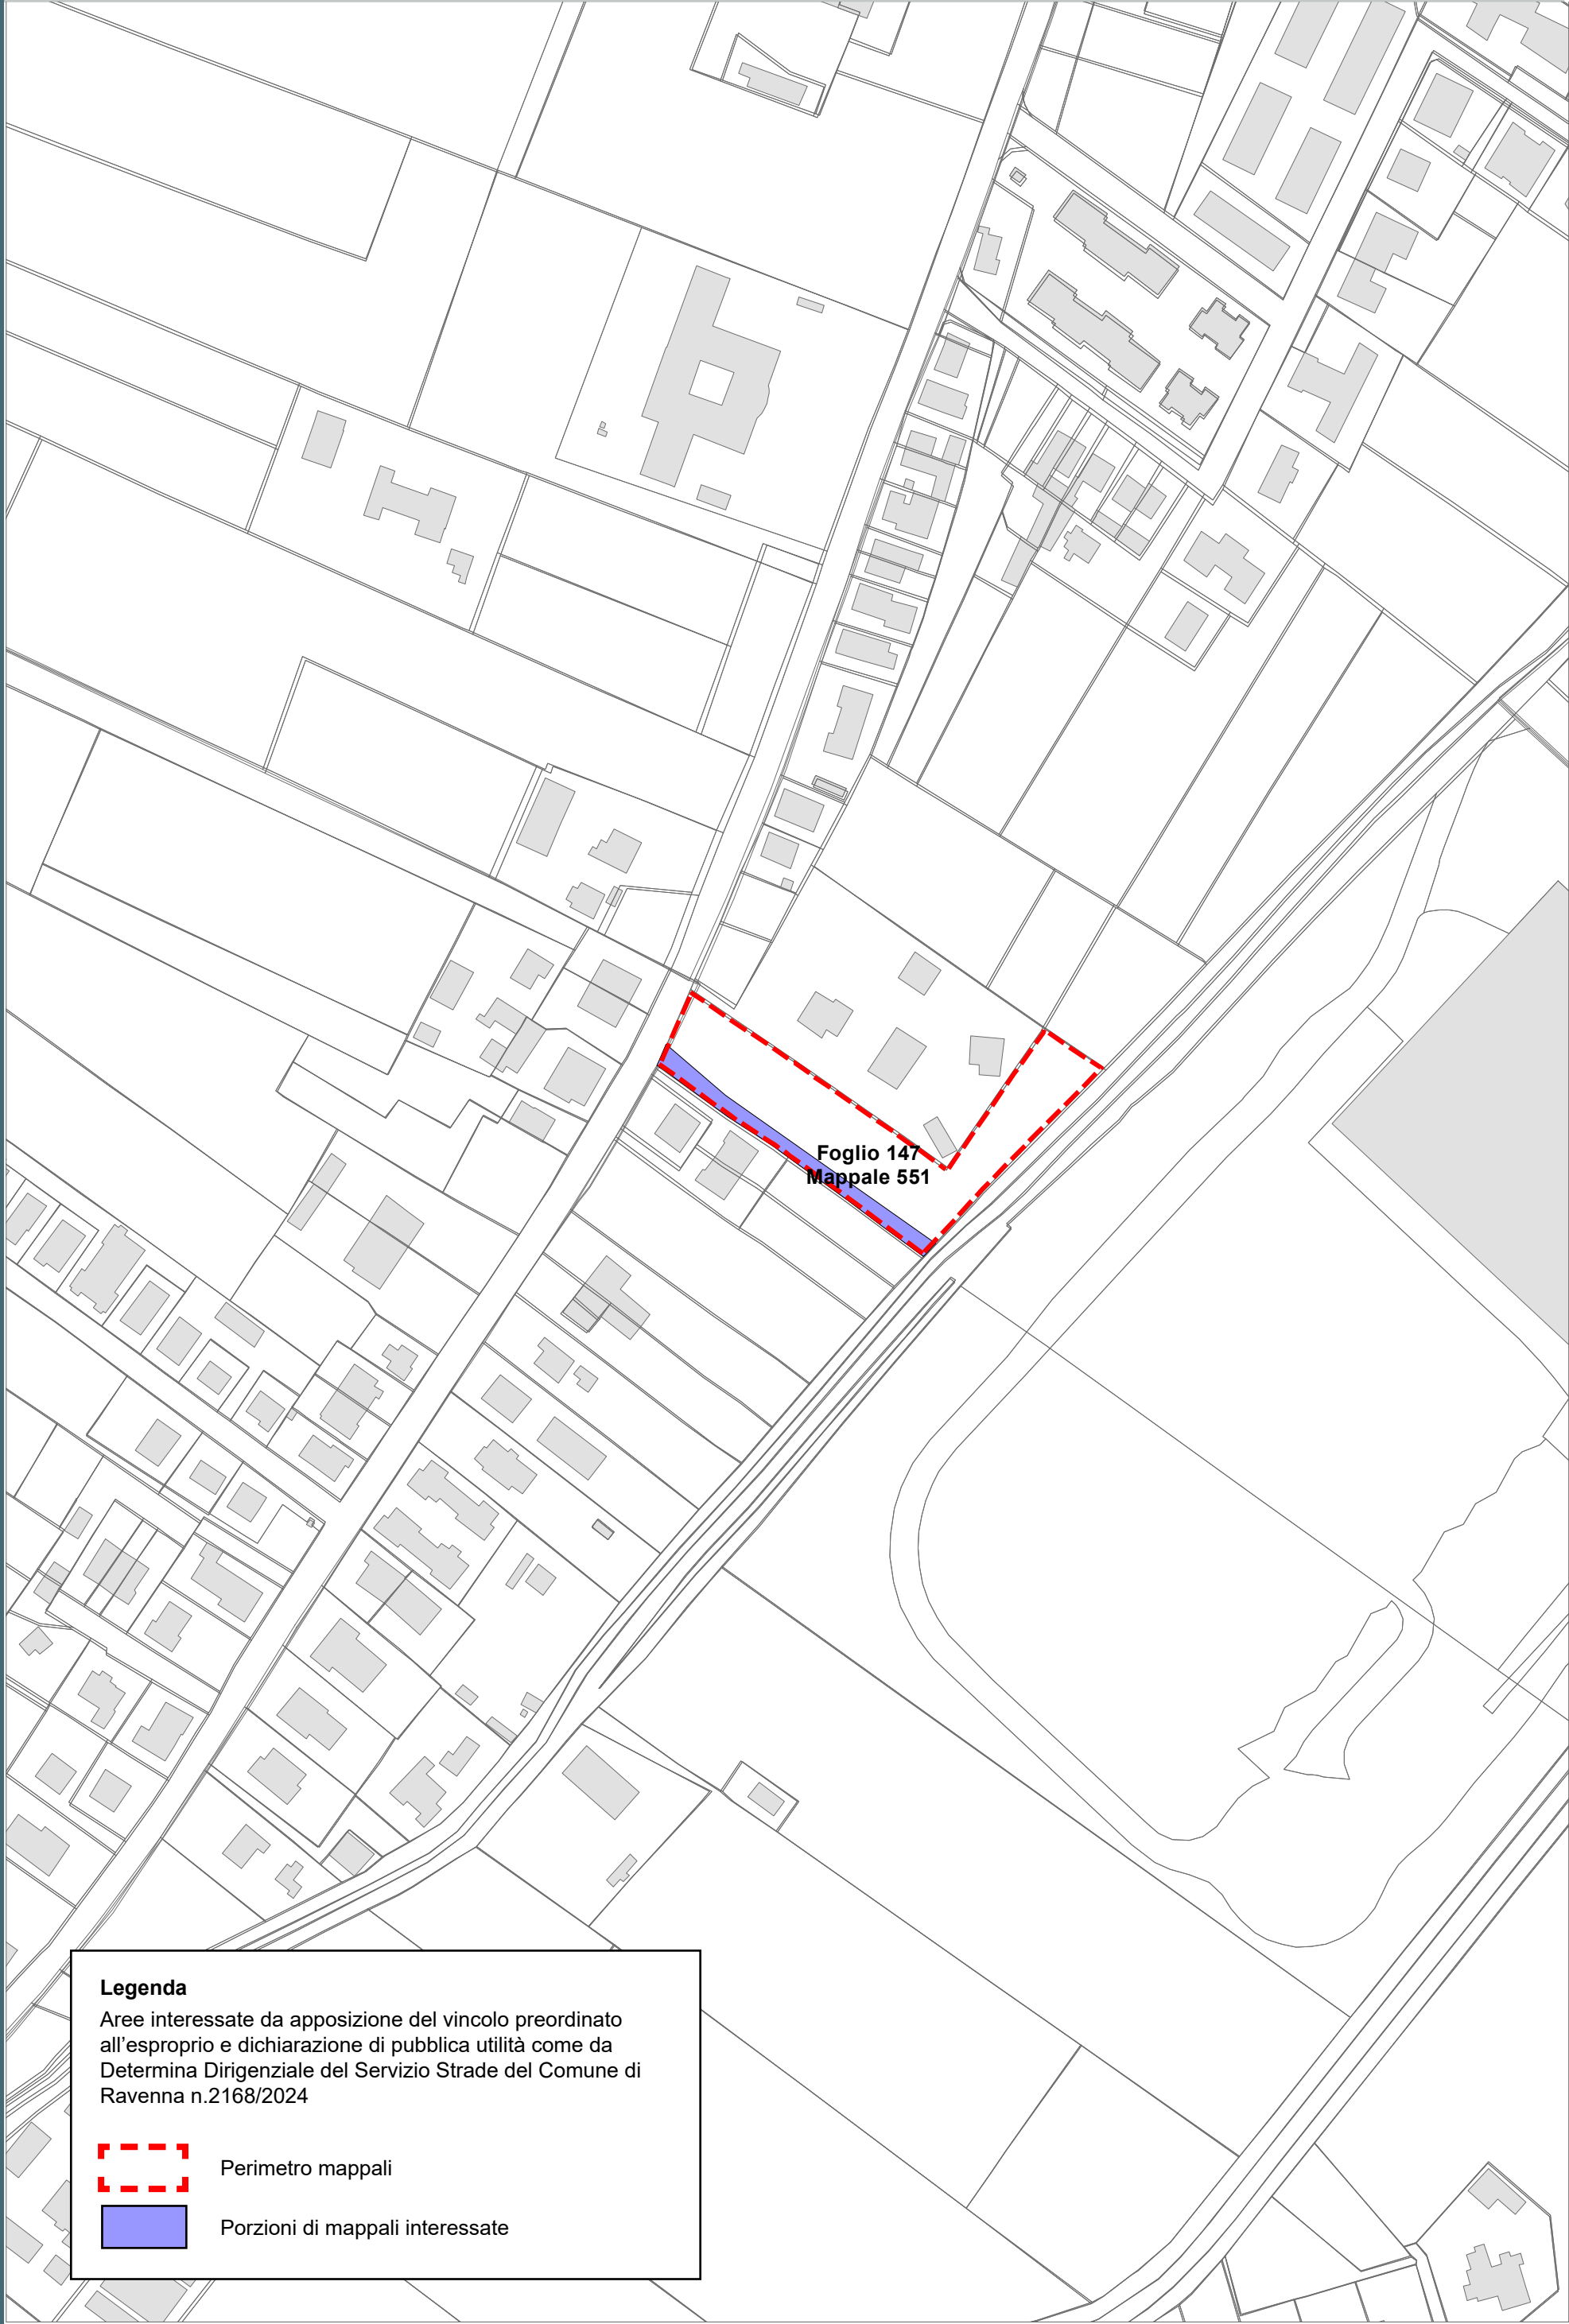 Foglio 147
Mappale 551
Legenda
Aree interessate da apposizione del vincolo preordinato
all'esproprio e dichiarazione di pubblica utilità come da
Determina Dirigenziale del Servizio Strade del Comune di
Ravenna n.2168/2024
Perimetro mappali
Porzioni di mappali interessate